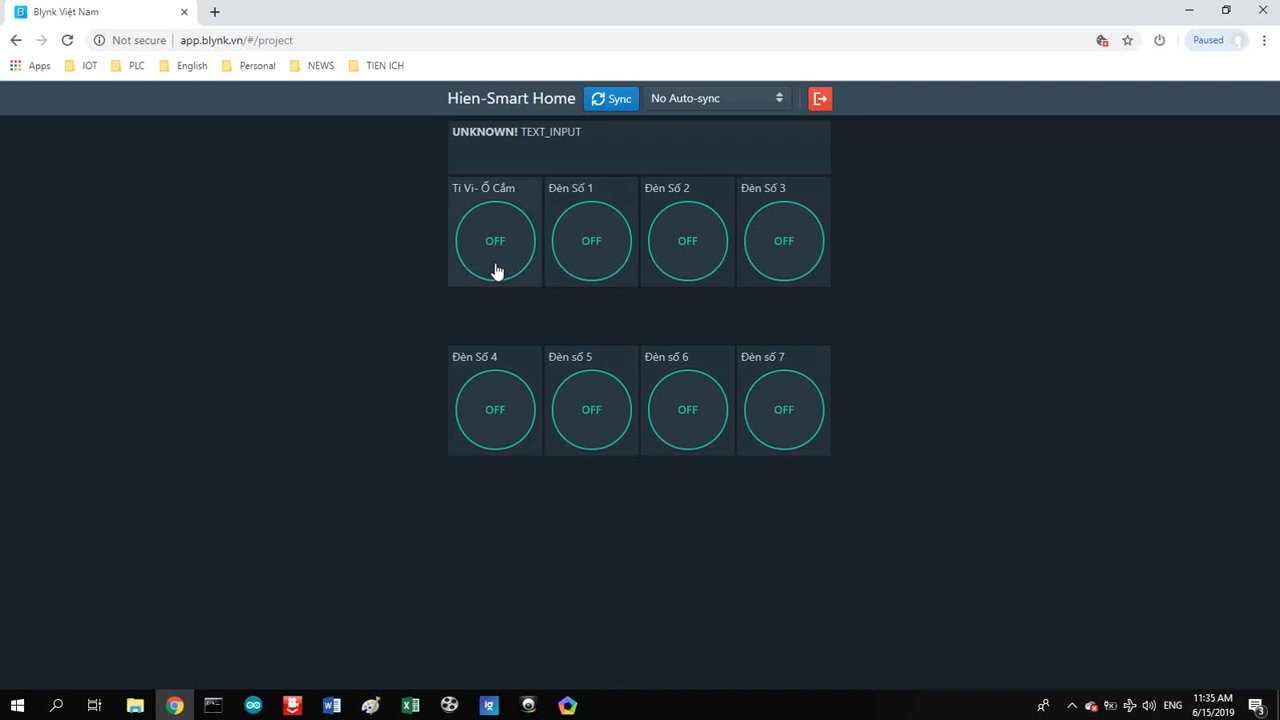 Blynk Việt Nam
Not secure
app.blynk.vn/#/project
Paused
Apps
IOT
PLC
English
Personal
NEWS
TIEN ICH
Hien-Smart Home
Sync
No Auto-sync
UNKNOWN! TEXT_INPUT
Ti Vi- Ổ Cắm
Đèn Số 1
Đèn Số 2
Đèn Số 3
OFF
OFF
OFF
OFF
Đèn Số 4
Đèn số 5
Đèn số 6
Đèn số 7
OFF
OFF
OFF
OFF
11:35 AM
6/15/2019
3